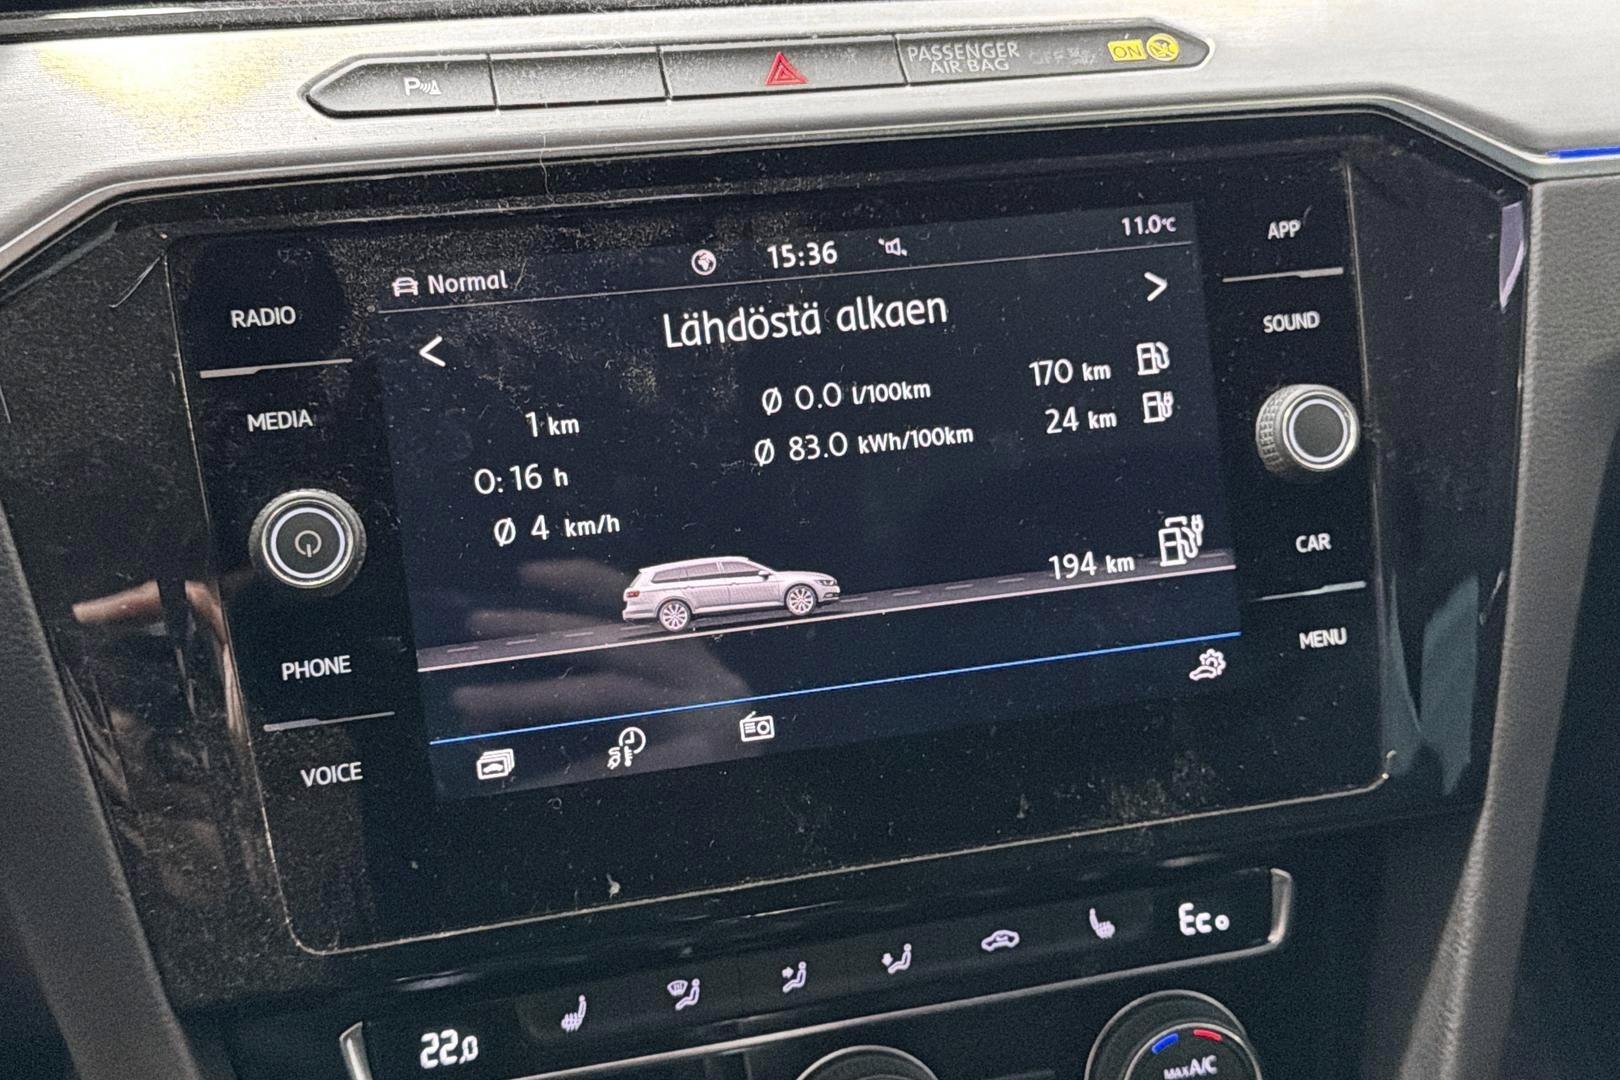 P
PASSENGER
AIR BAG
OFF
ON
RADIO
MEDIA
PHONE
VOICE
Normal
15:36
11.0°C
<
Lähdöstä alkaen
>
1 km
0:16 h
Ø 4 km/h
Ø 0.0 l/100km
Ø 83.0 kWh/100km
170 km
24 km
194 km
APP
SOUND
CAR
MENU
22.0
Eco
MAX A/C